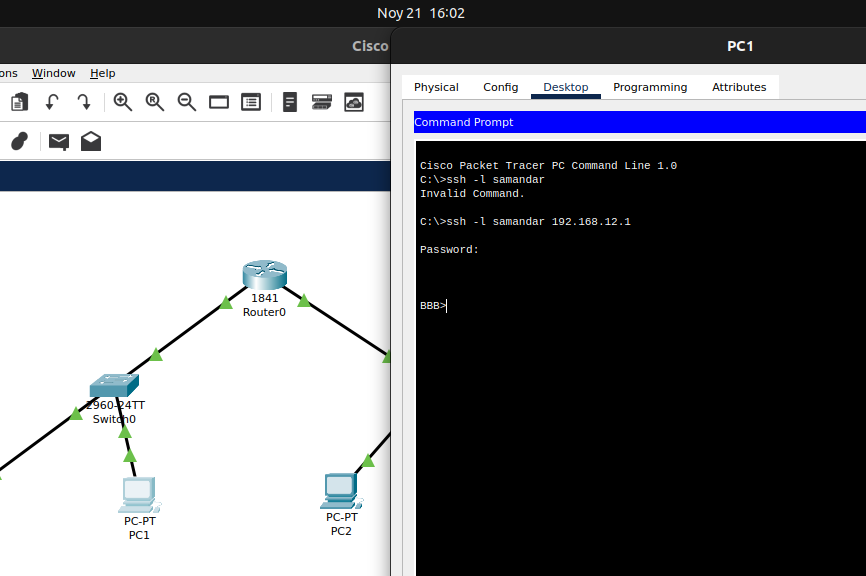 Noy 21 16:02
Cisco
PC1
ons Window Help
Physical Config Desktop Programming Attributes
Command Prompt
Cisco Packet Tracer PC Command Line 1.0
C:\>ssh -l samandar
Invalid Command.
C:\>ssh -l samandar 192.168.12.1
Password:
BBB>
1841
Router0
2960-24TT
Switch0
PC-PT
PC1
PC-PT
PC2